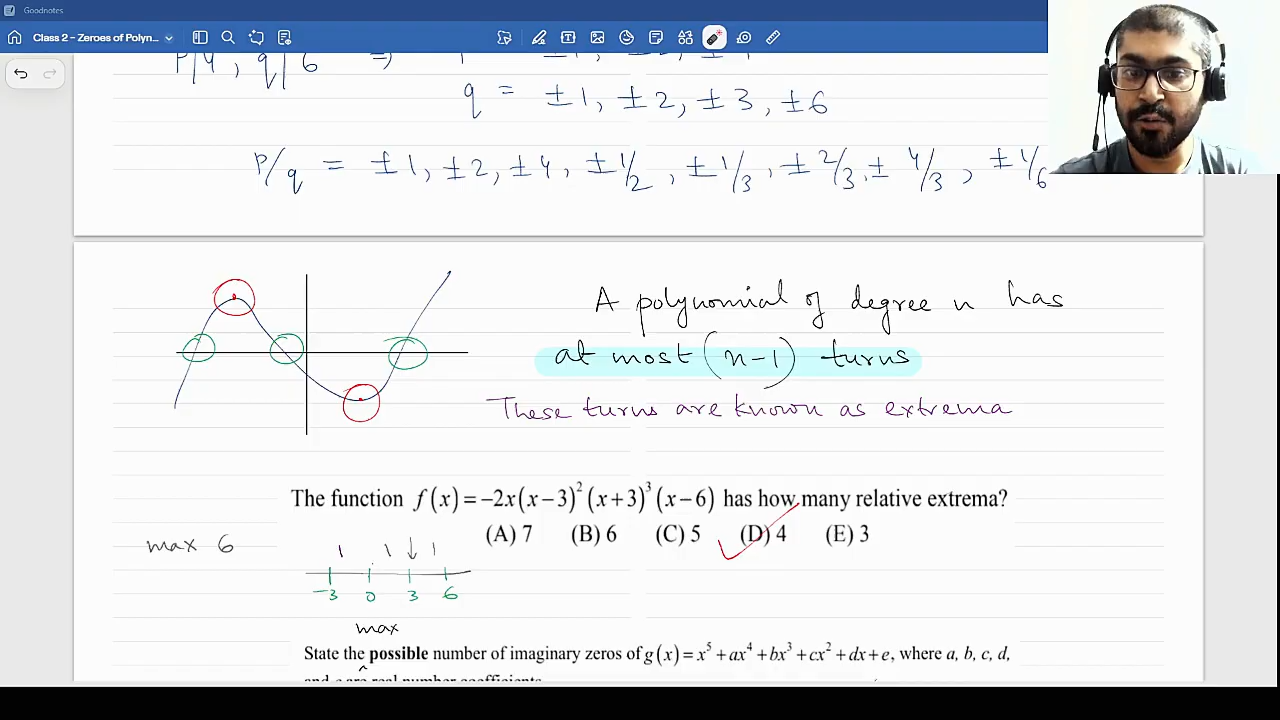 Goodnotes
Class 2 - Zeroes of Polyn...
q = ±1, ±2, ±3, ±6
P/q = ±1, ±2, ±4, ±1/2, ±1/3, ±2/3, ±4/3, ±1/6
A polynomial of degree n has
at most (n-1) turns
These turns are known as extrema
The function f(x)=−2x(x−3)²(x+3)³(x−6) has how many relative extrema?
(A) 7 (B) 6 (C) 5 (D) 4 (E) 3
max 6
1 1 ↓ 1
-3 0 3 6
max
State the possible number of imaginary zeros of g(x)=x⁵+ax⁴+bx³+cx²+dx+e, where a, b, c, d,